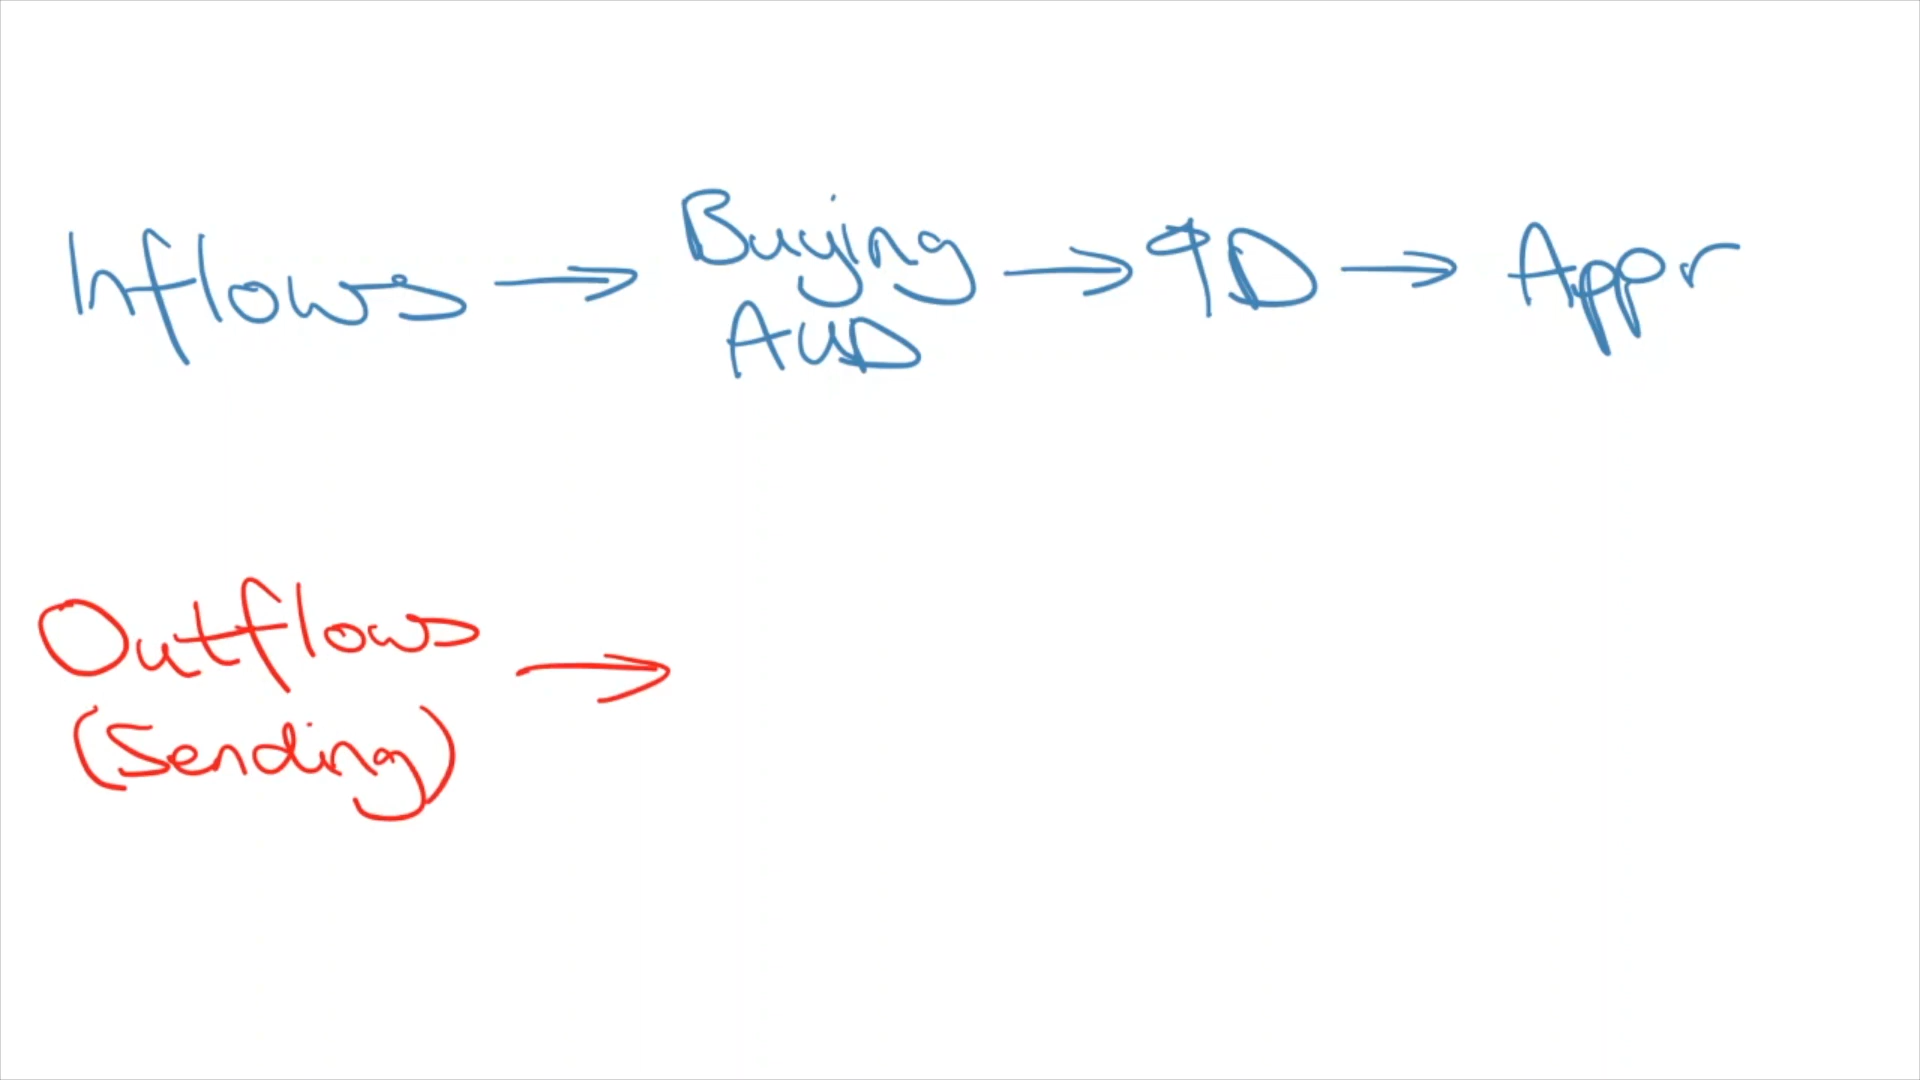 Inflows → Buying AUD → ↑D → Appr
Outflows (Sending) →